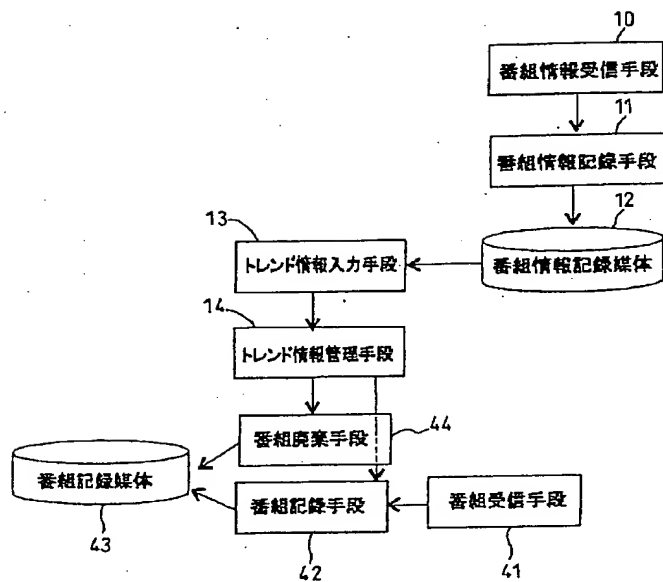 10
番組情報受信手段
11
番組情報記録手段
12
番組情報記録媒体
13
トレンド情報入力手段
14
トレンド情報管理手段
番組廃棄手段
44
番組記録媒体
43
番組記録手段
42
番組受信手段
41